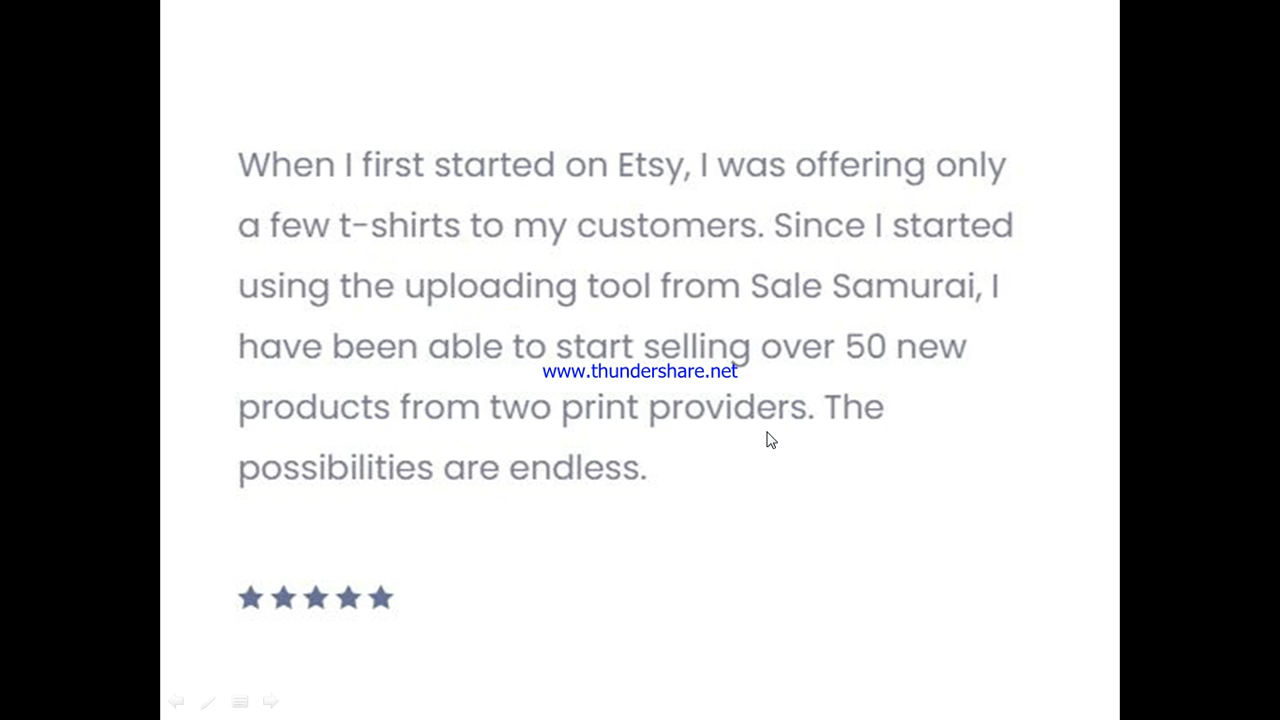 When I first started on Etsy, I was offering only
a few t-shirts to my customers. Since I started
using the uploading tool from Sale Samurai, I
have been able to start selling over 50 new
www.thundershare.net
products from two print providers. The
possibilities are endless.